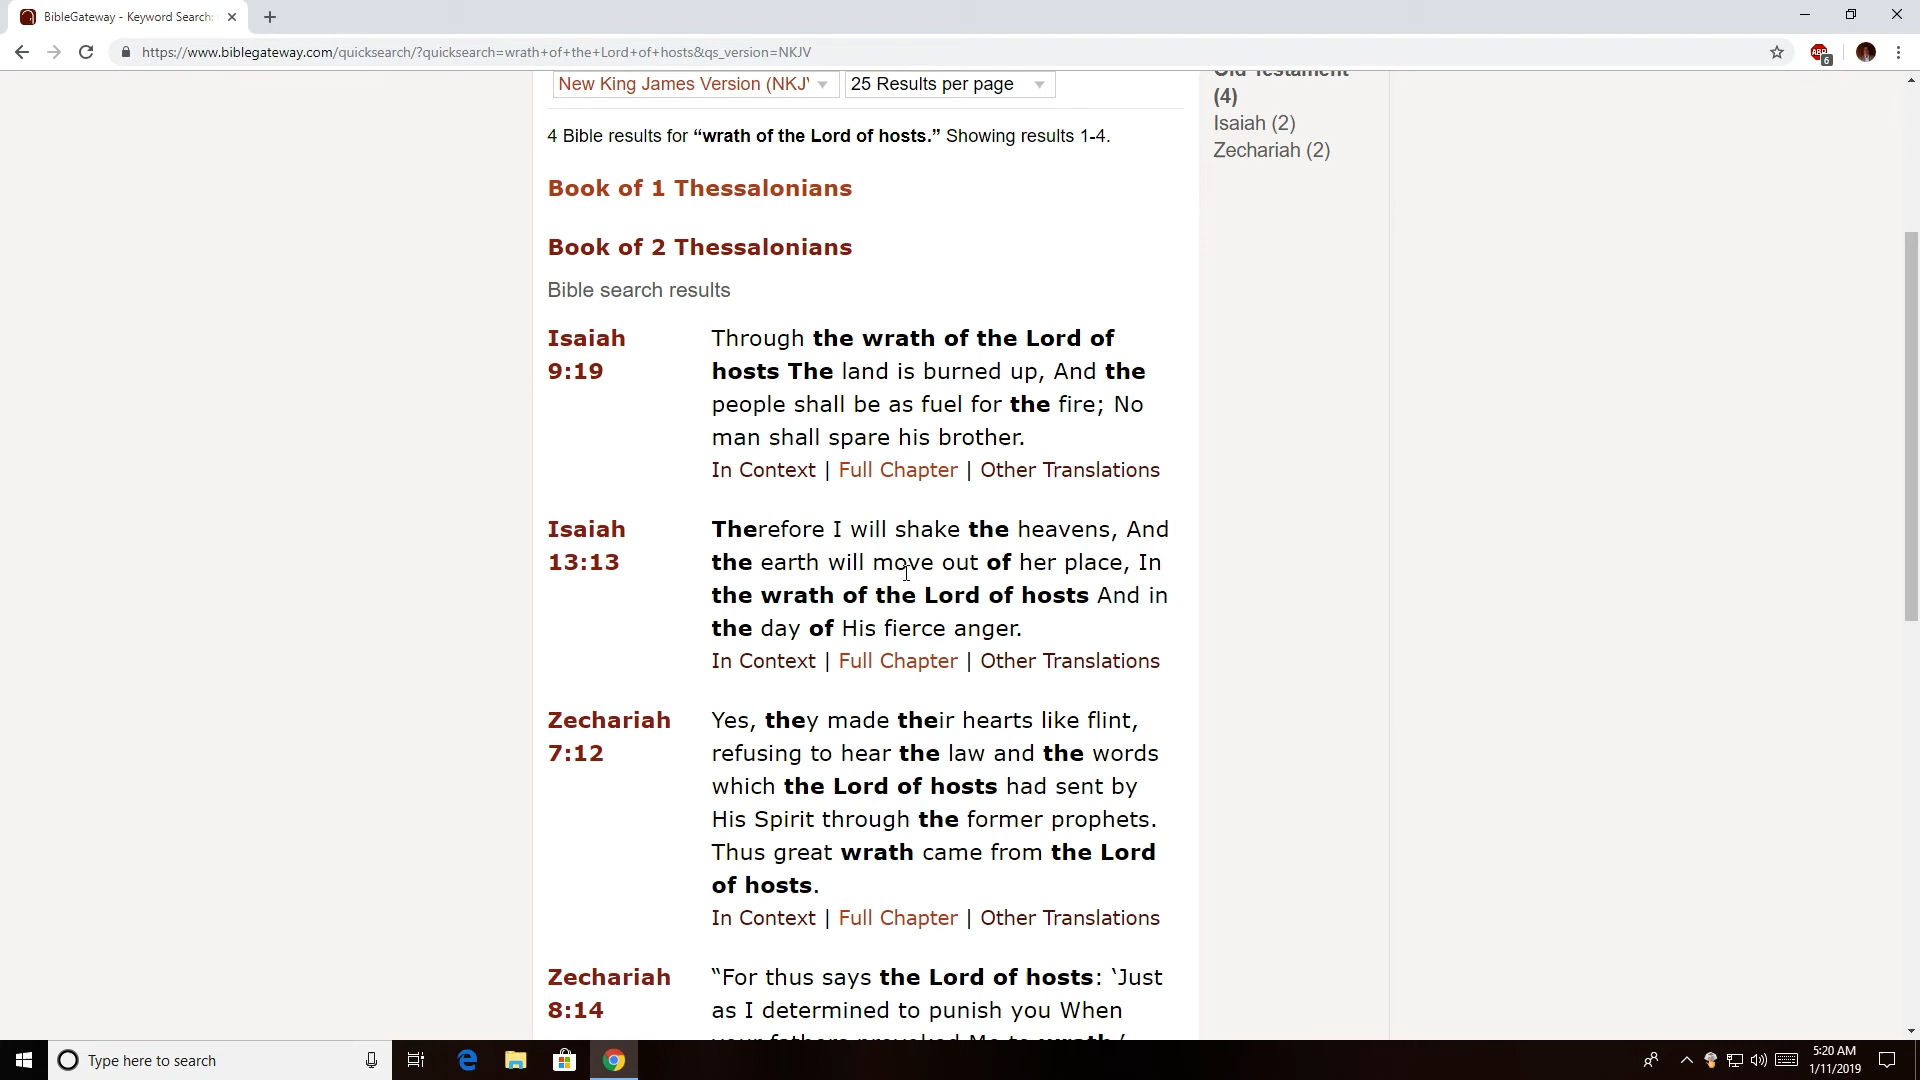 BibleGateway - Keyword Search:
https://www.biblegateway.com/quicksearch/?quicksearch=wrath+of+the+Lord+of+hosts&qs_version=NKJV
6
New King James Version (NKJV
25 Results per page
Old Testament
(4)
Isaiah (2)
Zechariah (2)
4 Bible results for “wrath of the Lord of hosts.” Showing results 1-4.
Book of 1 Thessalonians
Book of 2 Thessalonians
Bible search results
Isaiah
9:19
Through the wrath of the Lord of
hosts The land is burned up, And the
people shall be as fuel for the fire; No
man shall spare his brother.
In Context | Full Chapter | Other Translations
Isaiah
13:13
Therefore I will shake the heavens, And
the earth will move out of her place, In
the wrath of the Lord of hosts And in
the day of His fierce anger.
In Context | Full Chapter | Other Translations
Zechariah
7:12
Yes, they made their hearts like flint,
refusing to hear the law and the words
which the Lord of hosts had sent by
His Spirit through the former prophets.
Thus great wrath came from the Lord
of hosts.
In Context | Full Chapter | Other Translations
Zechariah
8:14
“For thus says the Lord of hosts: ‘Just
as I determined to punish you When
your fathers provoked Me to wrath,’
Type here to search
5:20 AM
1/11/2019